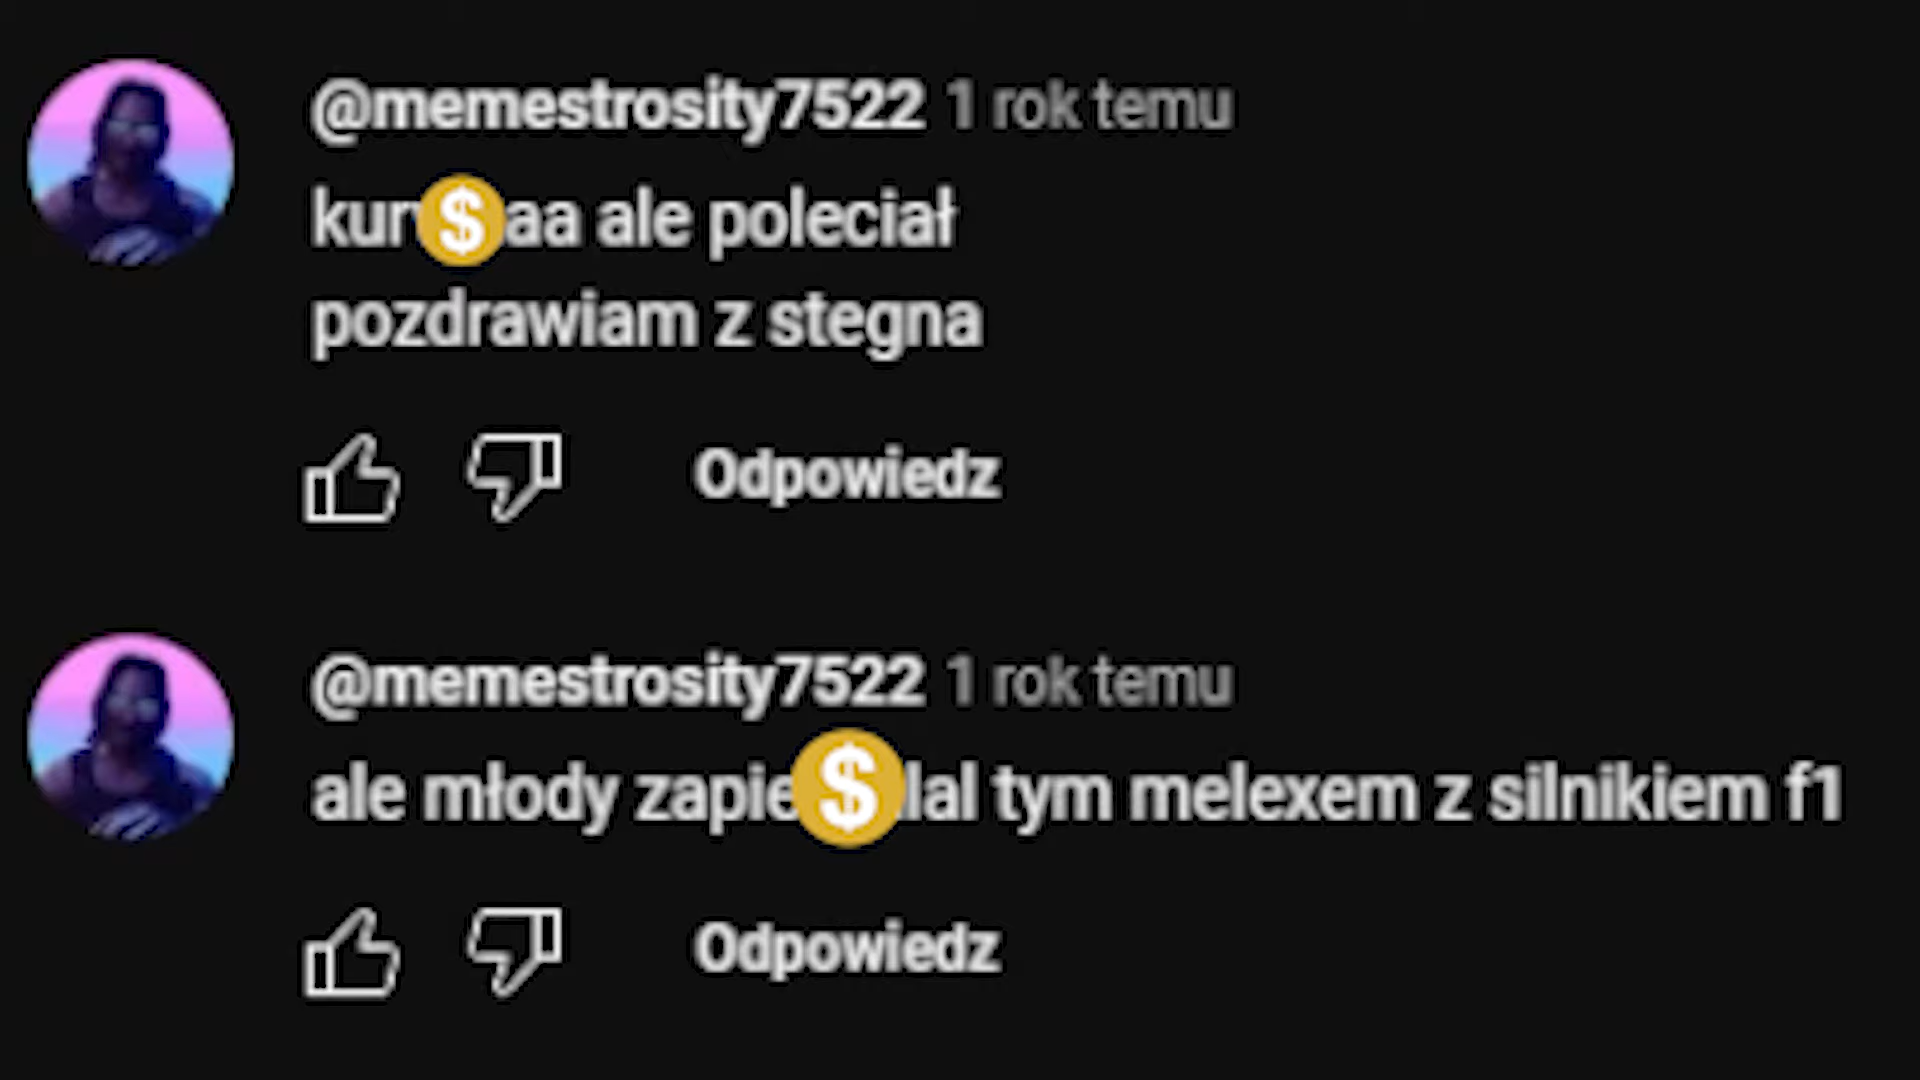 @memestrosity7522 1 rok temu
kurw$aa ale poleciał
pozdrawiam z stegna
Odpowiedz
@memestrosity7522 1 rok temu
ale młody zapie$lal tym melexem z silnikiem f1
Odpowiedz